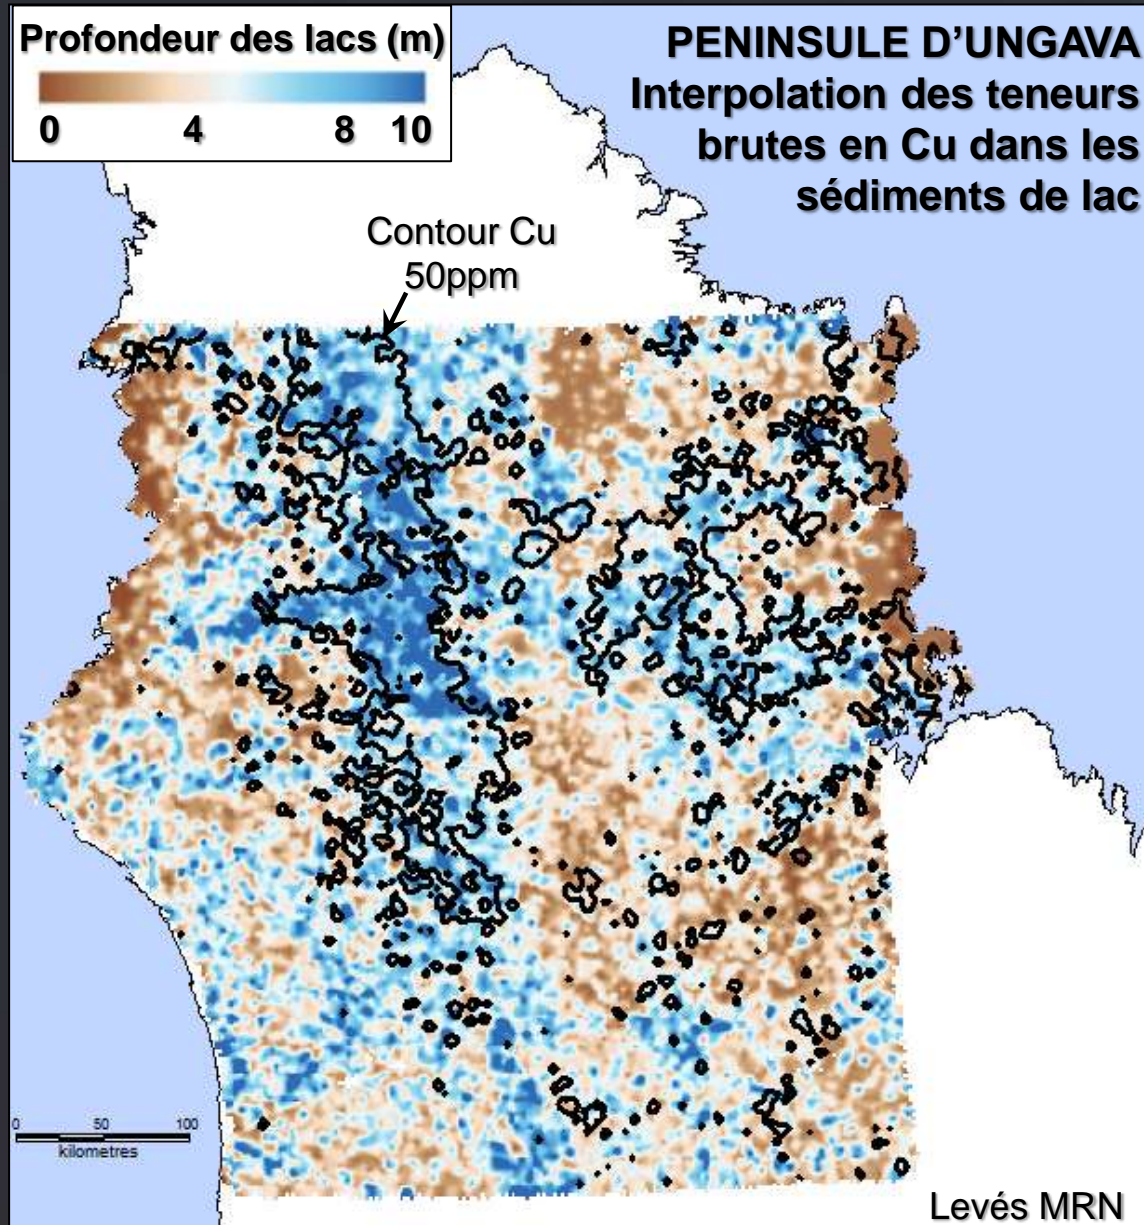 Profondeur des lacs (m)
0 4 8 10
PENINSULE D'UNGAVA
Interpolation des teneurs
brutes en Cu dans les
sédiments de lac
Contour Cu
50ppm
0 50 100
kilometres
Levés MRN